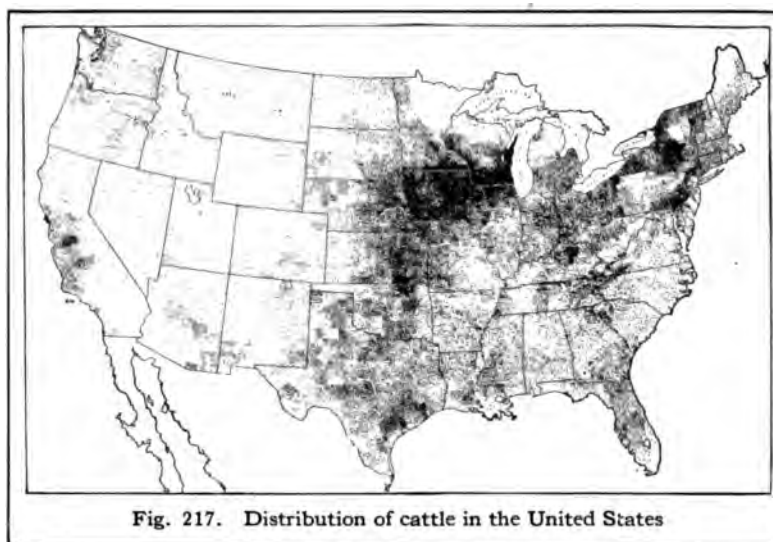 Fig. 217. Distribution of cattle in the United States